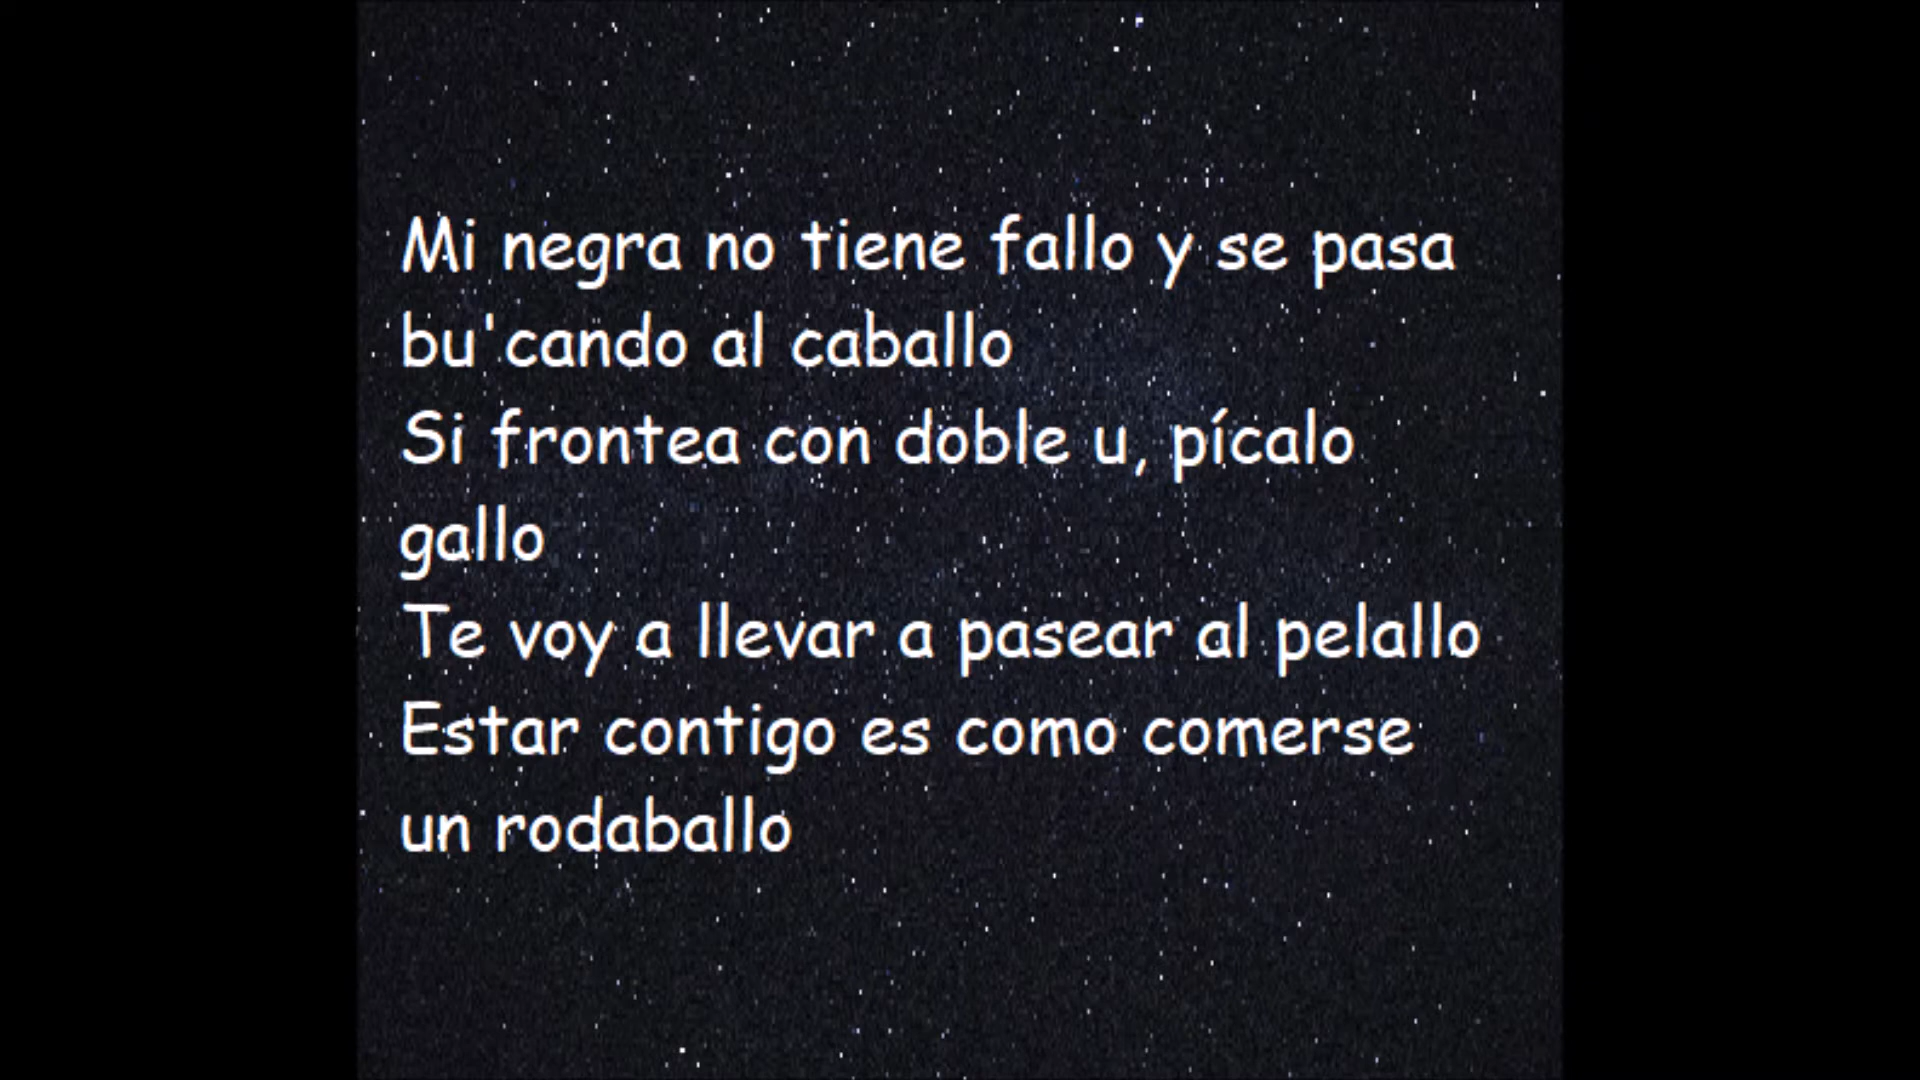 Mi negra no tiene fallo y se pasa
bu'cando al caballo
Si frontea con doble u, pícalo
gallo
Te voy a llevar a pasear al pelallo
Estar contigo es como comerse
un rodaballo